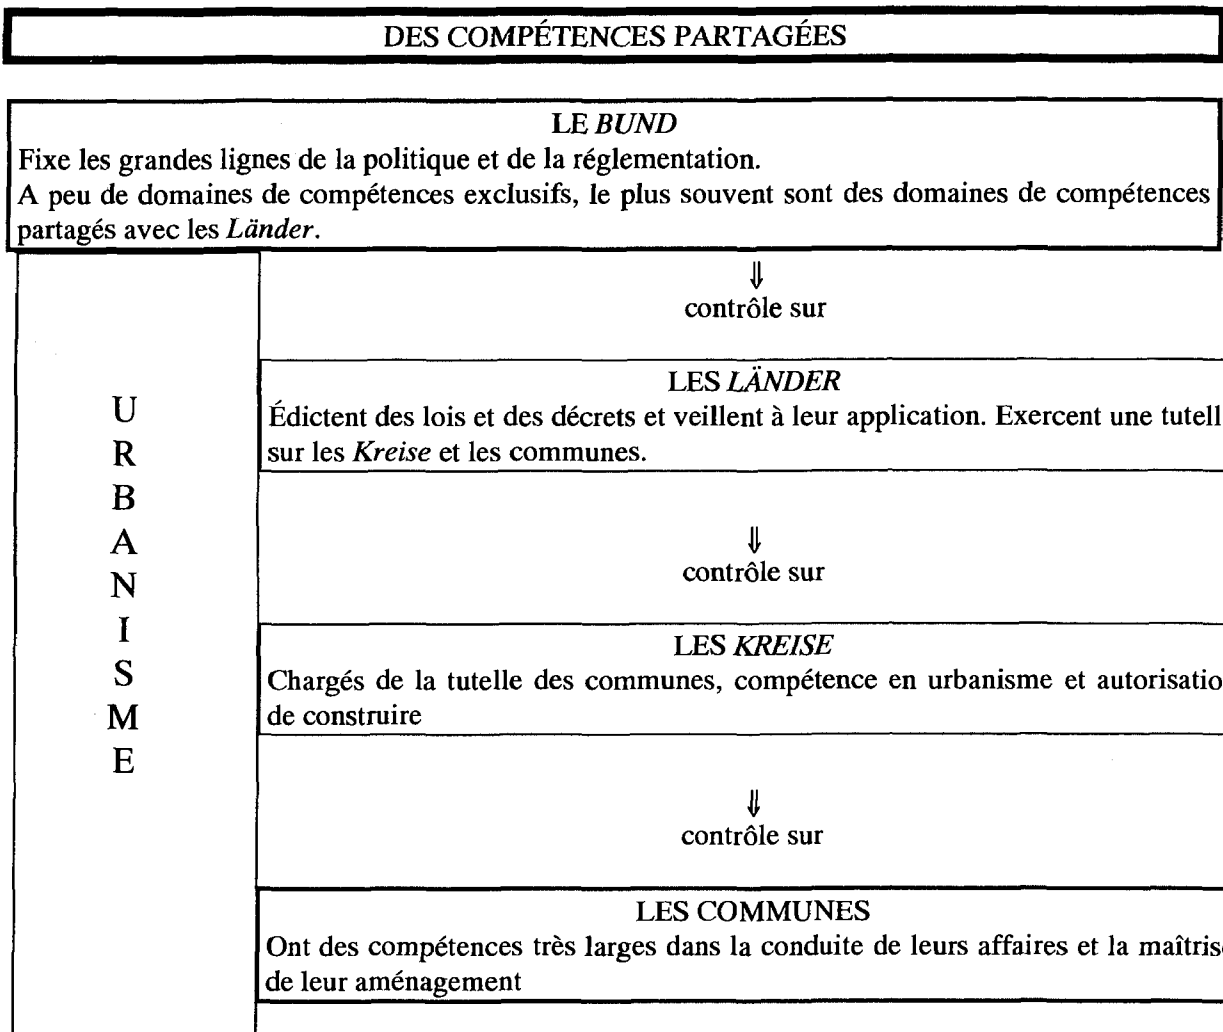 DES COMPÉTENCES PARTAGÉES
LE BUND
Fixe les grandes lignes de la politique et de la réglementation.
A peu de domaines de compétences exclusifs, le plus souvent sont des domaines de compétences
partagés avec les Länder.
⇓
contrôle sur
LES LÄNDER
Édictent des lois et des décrets et veillent à leur application. Exercent une tutell
sur les Kreise et les communes.
⇓
contrôle sur
LES KREISE
Chargés de la tutelle des communes, compétence en urbanisme et autorisatio
de construire
⇓
contrôle sur
LES COMMUNES
Ont des compétences très larges dans la conduite de leurs affaires et la maîtrise
de leur aménagement
U
R
B
A
N
I
S
M
E